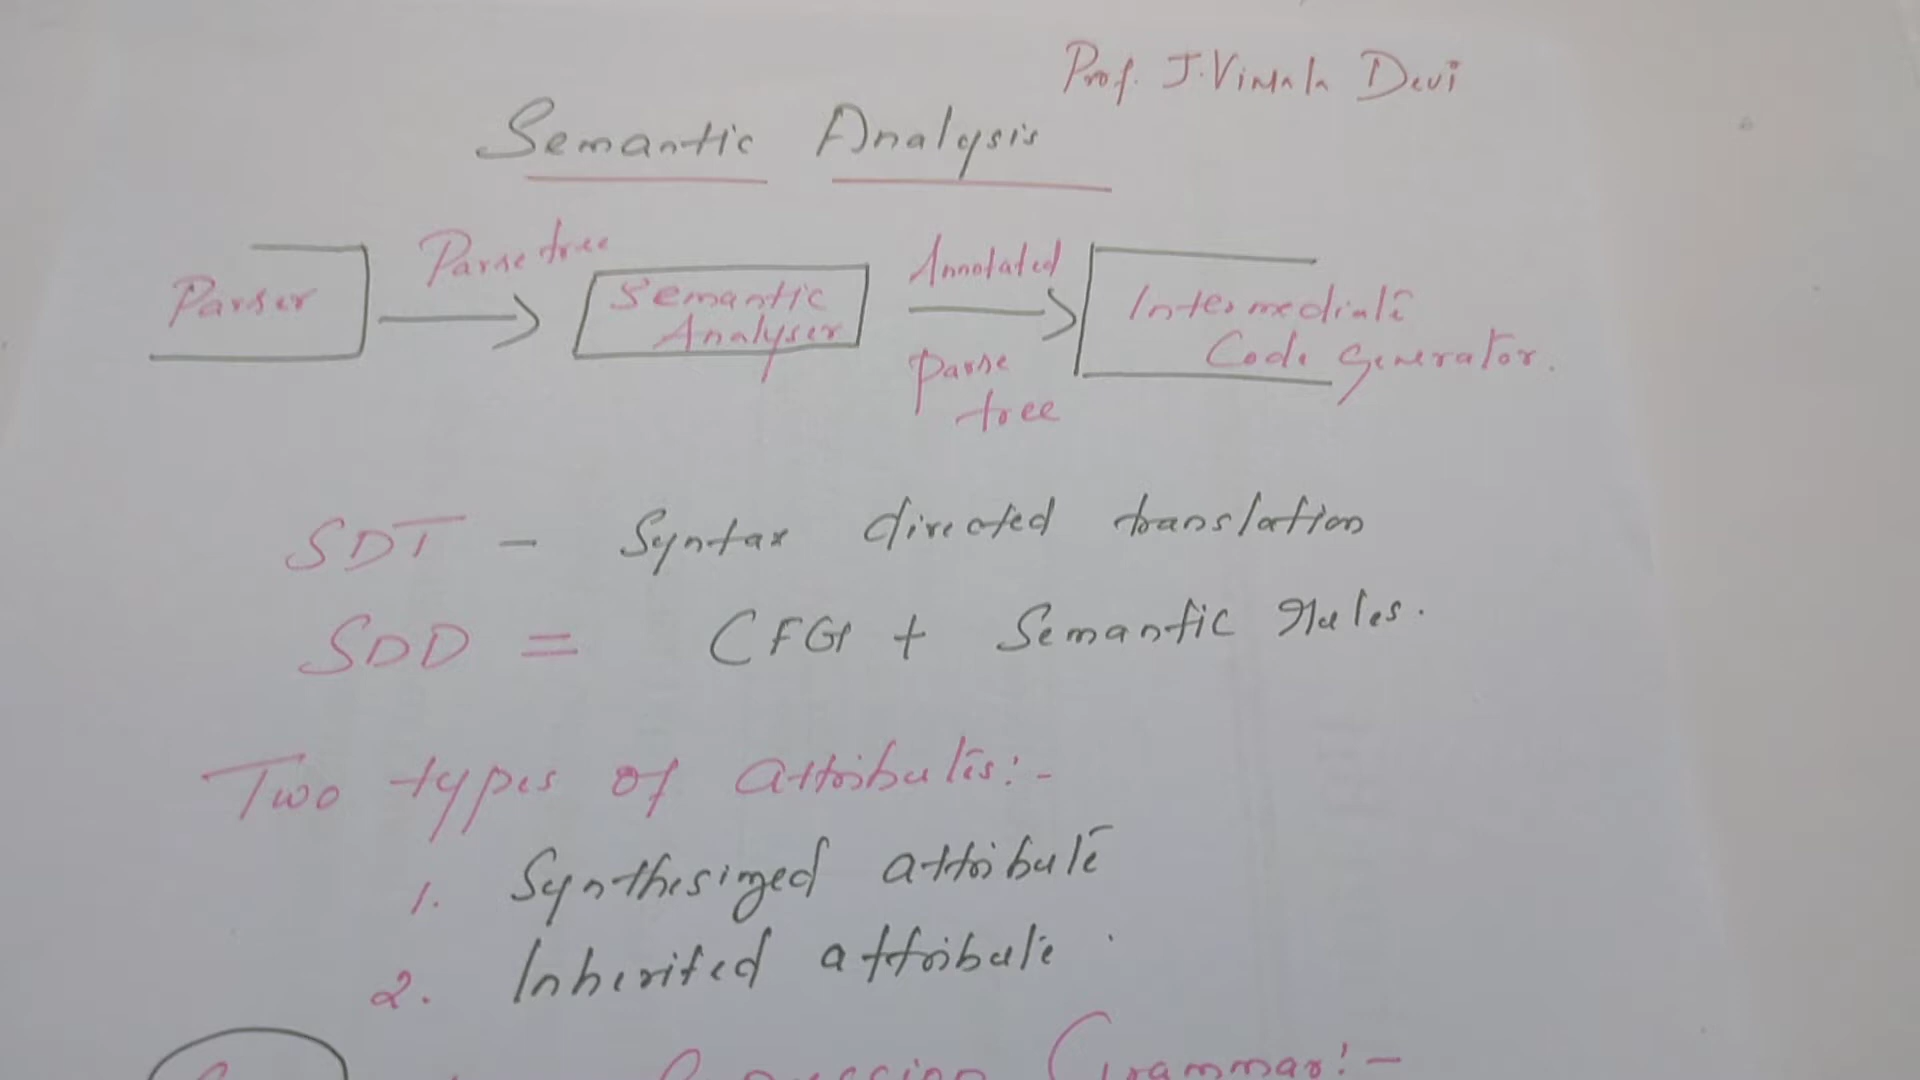 Prof. J. Vimala Devi
Semantic Analysis
Parser
Parse tree
Semantic
Analyser
Annotated
Parse
tree
Intermediate
Code Generator.
SDT - Syntax directed translation
SDD = CFG + Semantic rules.
Two types of attributes:-
1. Synthesized attribute
2. Inherited attribute.
Grammar:-